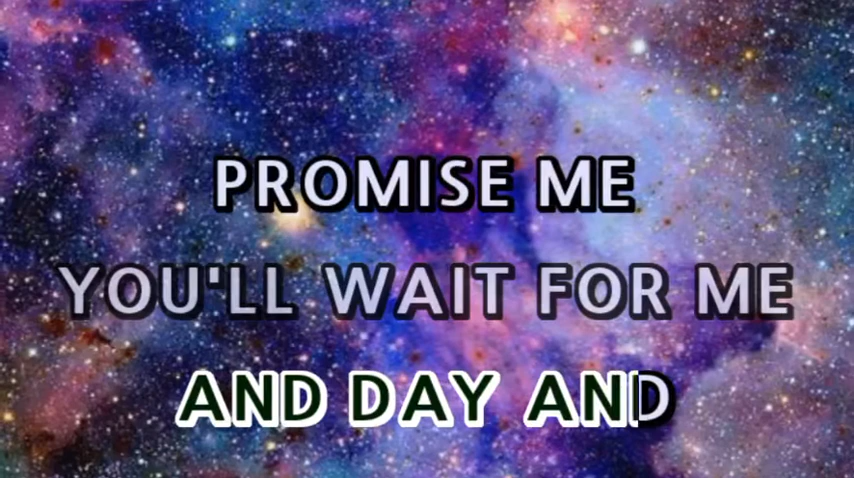 PROMISE ME
YOU'LL WAIT FOR ME
AND DAY AND